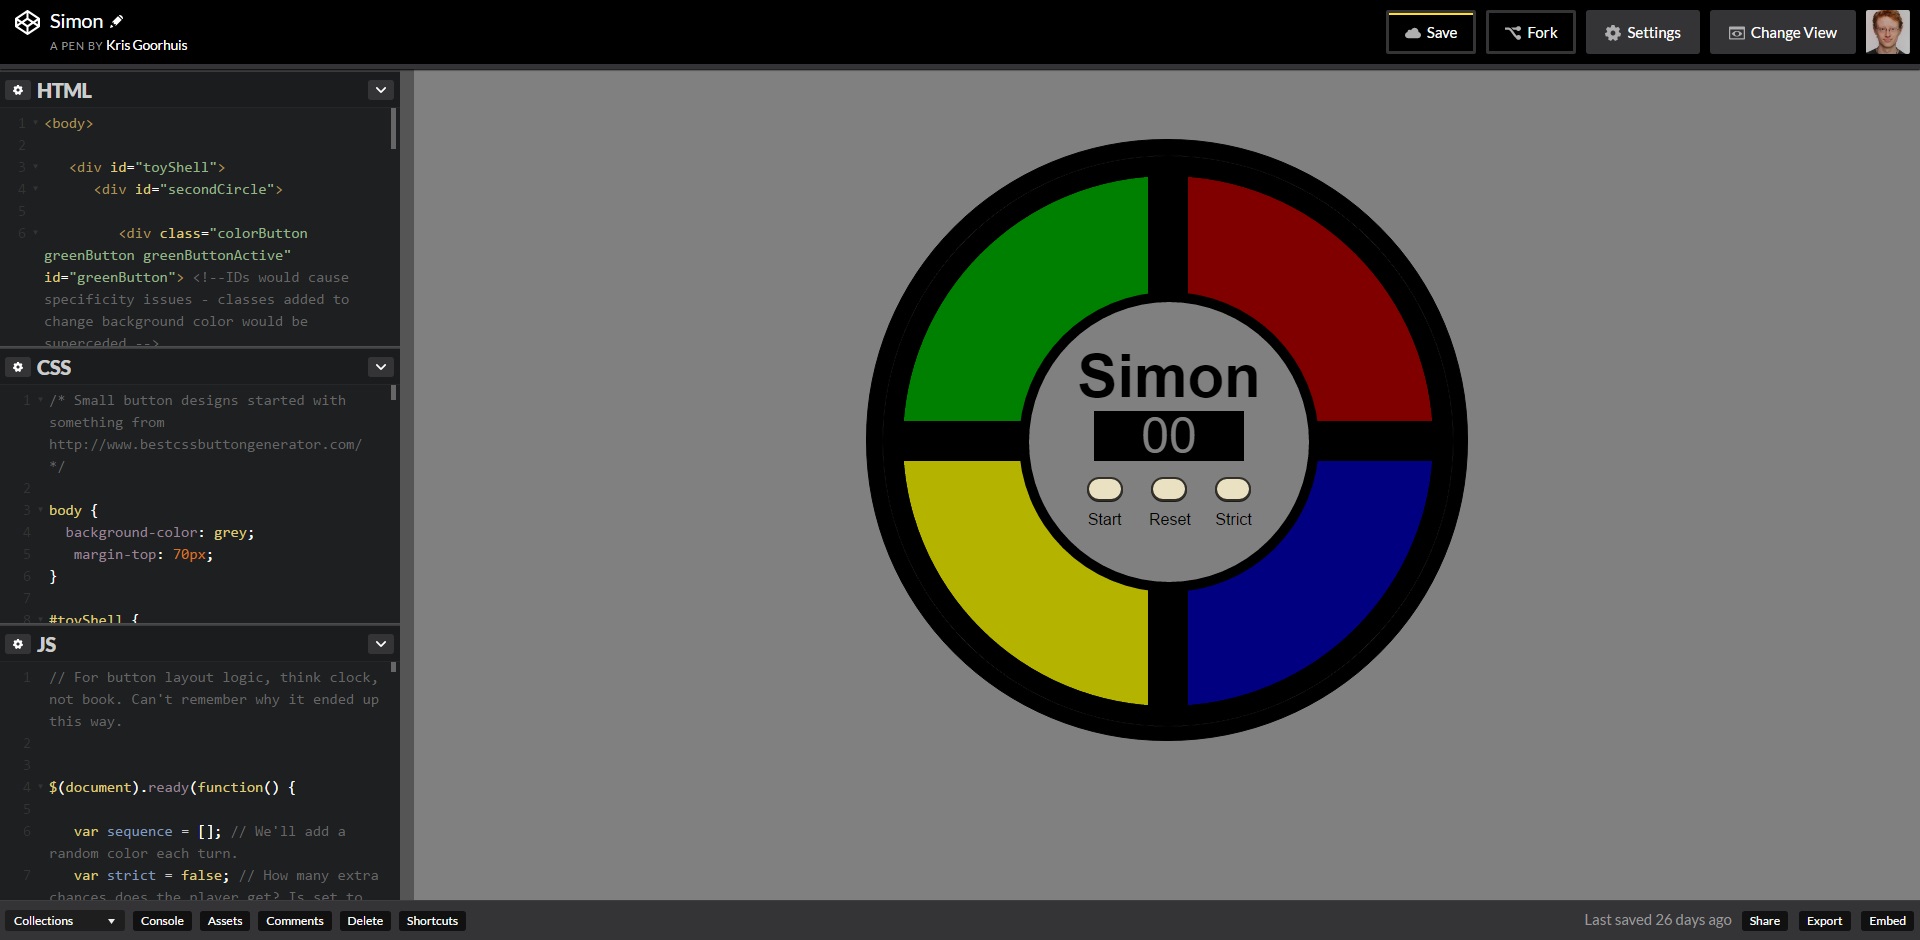 Simon
A PEN BY Kris Goorhuis
Save
Fork
Settings
Change View
HTML
1 <body>
2
3 <div id="toyShell">
4 <div id="secondCircle">
5
6 <div class="colorButton
greenButton greenButtonActive"
id="greenButton"> <!--IDs would cause
specificity issues - classes added to
change background color would be
superceded -->
CSS
1 /* Small button designs started with
something from
http://www.bestcssbuttongenerator.com/
*/
2
3 body {
4 background-color: grey;
5 margin-top: 70px;
6 }
7
8 #toyShell {
JS
1 // For button layout logic, think clock,
not book. Can't remember why it ended up
this way.
2
3
4 $(document).ready(function() {
5
6 var sequence = []; // We'll add a
random color each turn.
7 var strict = false; // How many extra
chances does the player get? Is set to
Simon
00
Start Reset Strict
Collections
Console
Assets
Comments
Delete
Shortcuts
Last saved 26 days ago
Share
Export
Embed